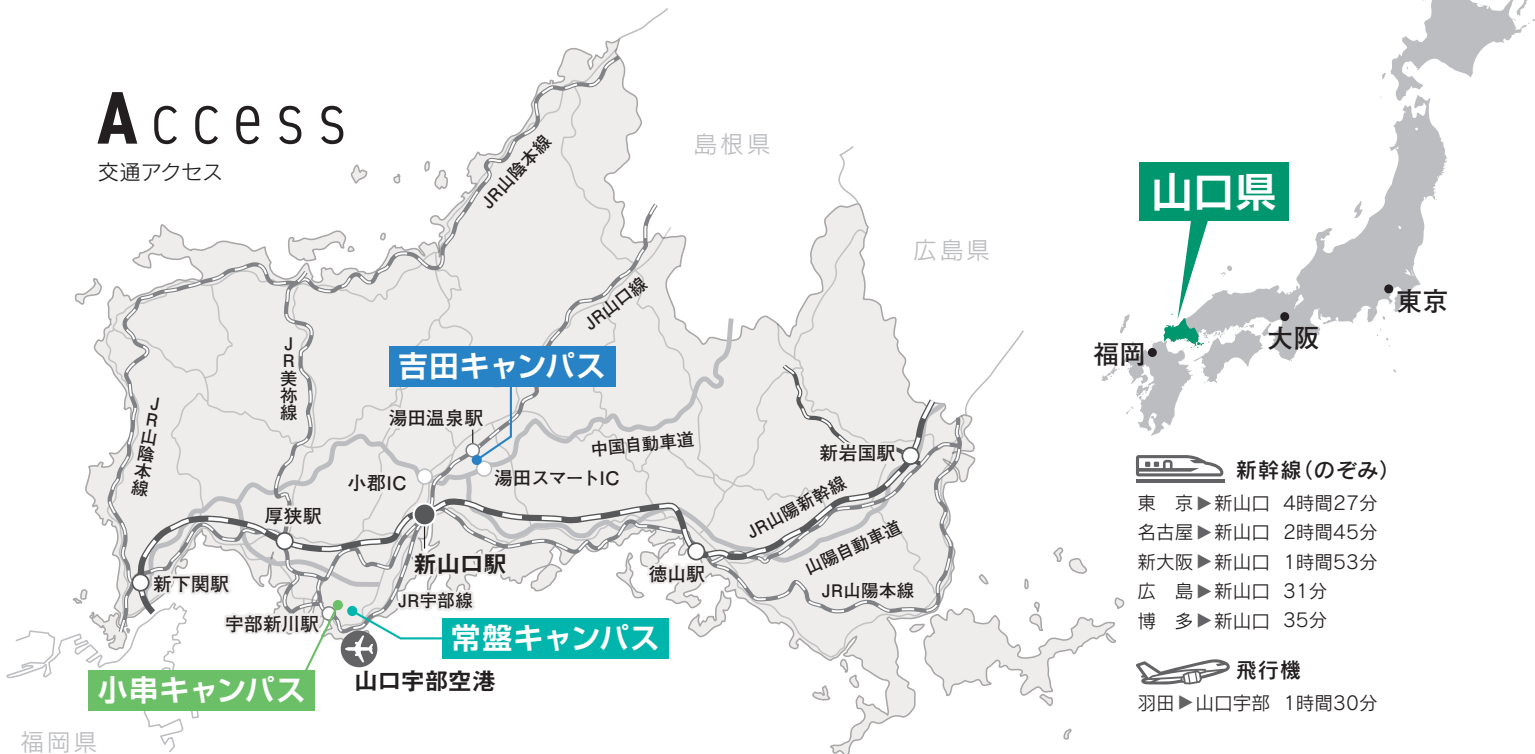 Access
交通アクセス
島根県
広島県
福岡県
JR山陰本線
JR山口線
JR美祢線
JR山陰本線
吉田キャンパス
湯田温泉駅
中国自動車道
小郡IC
湯田スマートIC
新岩国駅
厚狭駅
JR山陽新幹線
新山口駅
山陽自動車道
徳山駅
新下関駅
JR宇部線
JR山陽本線
宇部新川駅
常盤キャンパス
小串キャンパス
山口宇部空港
山口県
東京
大阪
福岡
新幹線(のぞみ)
東 京▶新山口 4時間27分
名古屋▶新山口 2時間45分
新大阪▶新山口 1時間53分
広 島▶新山口 31分
博 多▶新山口 35分
飛行機
羽田▶山口宇部 1時間30分